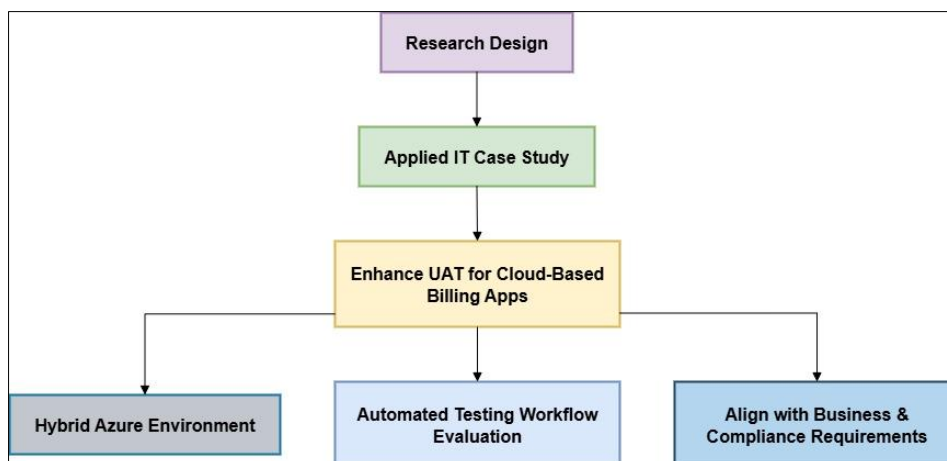 Research Design
Applied IT Case Study
Enhance UAT for Cloud-Based
Billing Apps
Hybrid Azure Environment
Automated Testing Workflow
Evaluation
Align with Business &
Compliance Requirements